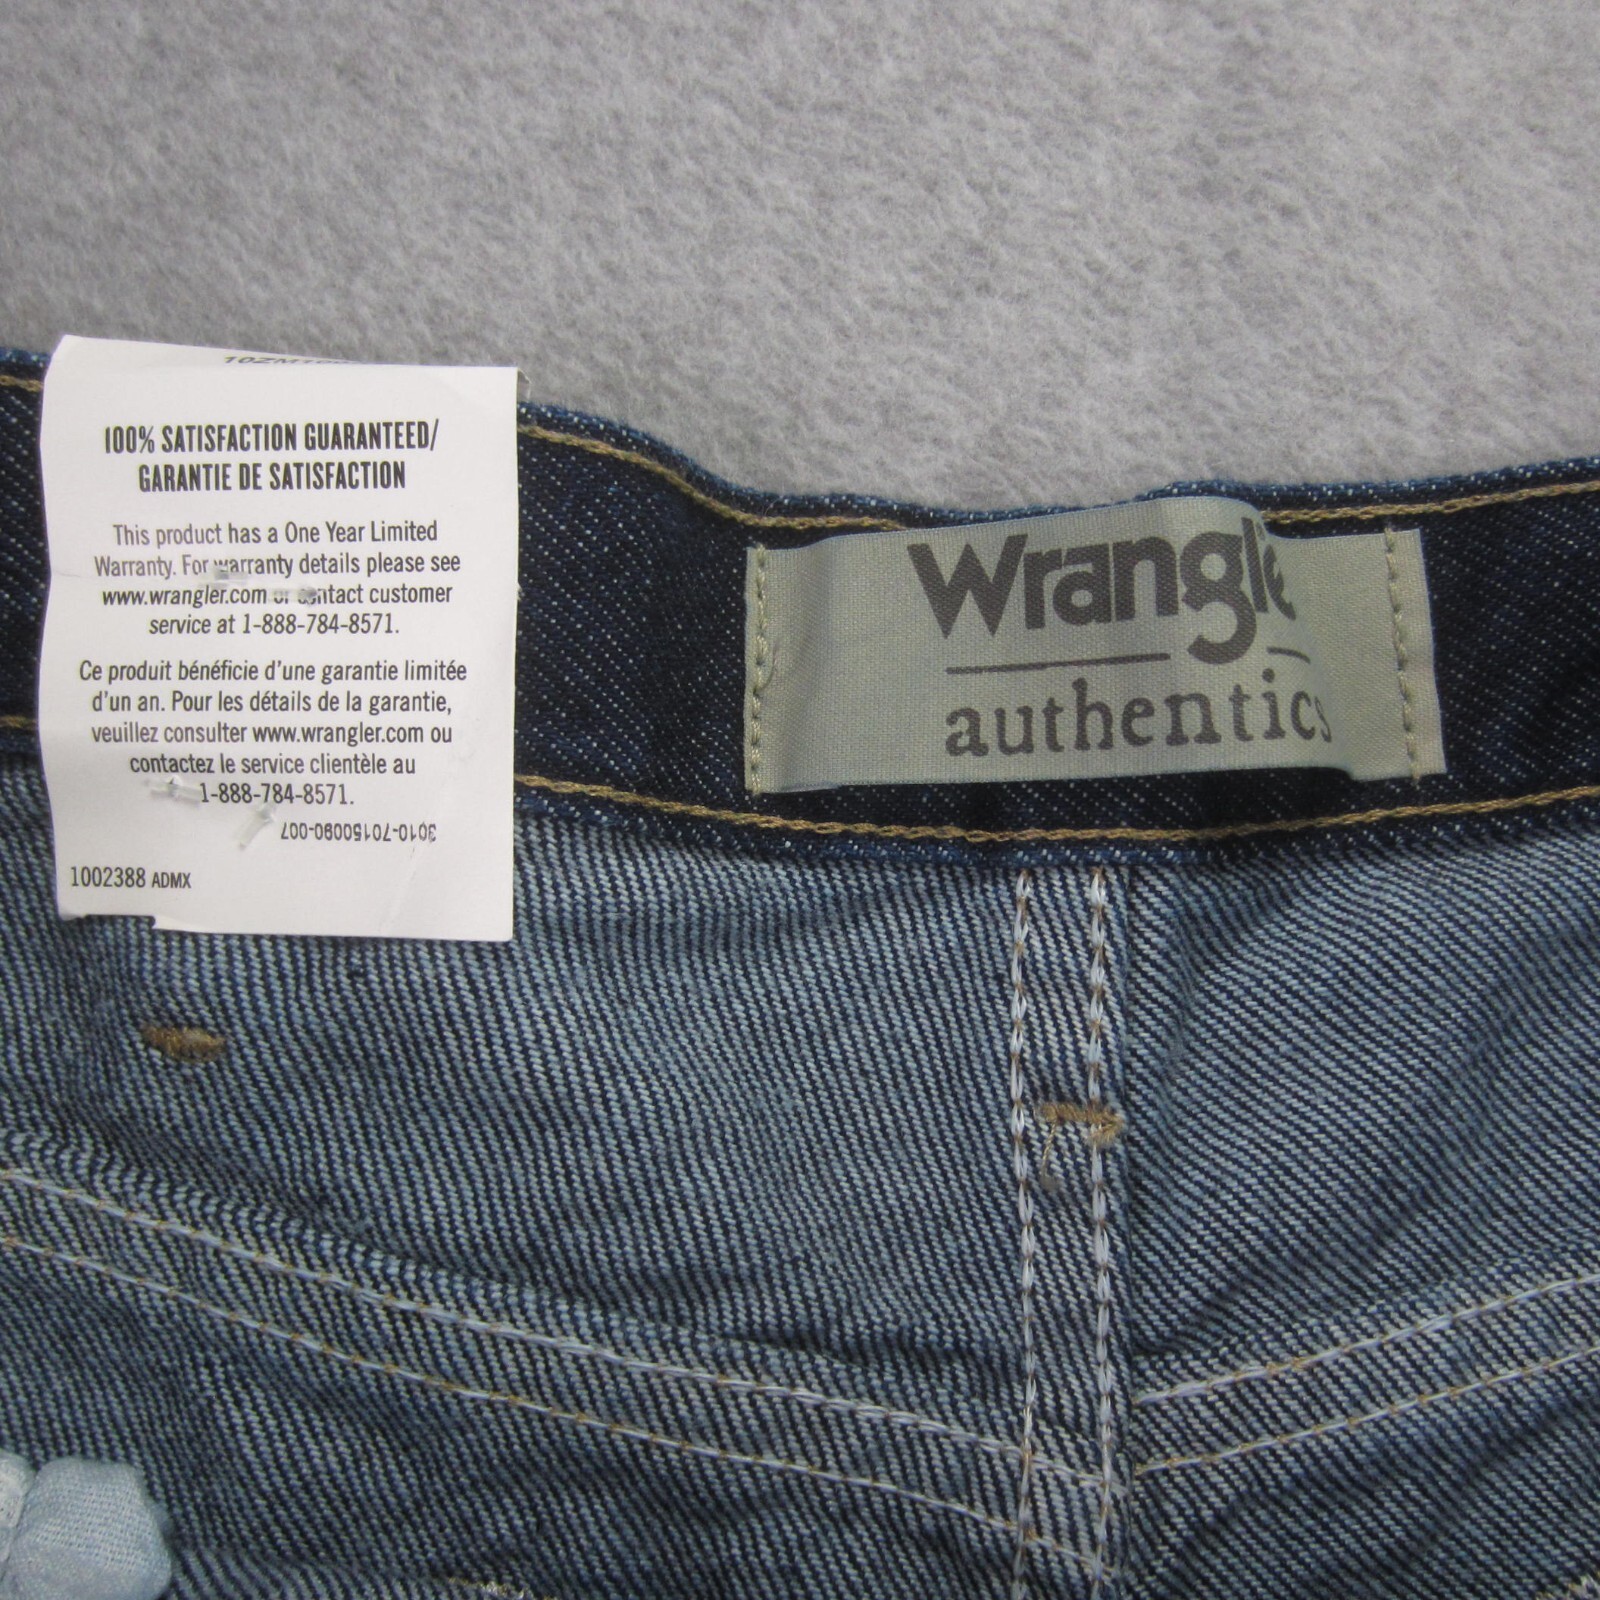 100% SATISFACTION GUARANTEED/
GARANTIE DE SATISFACTION
This product has a One Year Limited
Warranty. For warranty details please see
www.wrangler.com or contact customer
service at 1-888-784-8571.
Ce produit bénéficie d'une garantie limitée
d'un an. Pour les détails de la garantie,
veuillez consulter www.wrangler.com ou
contactez le service clientèle au
1-888-784-8571.
3Q10-70150090-007
1002388 ADMX
Wrangle
authentics